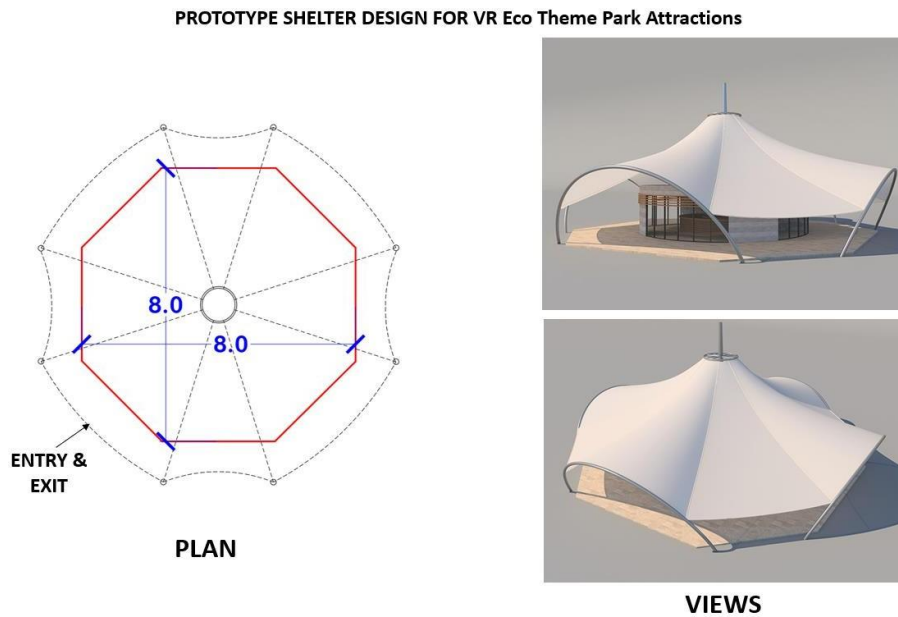 PROTOTYPE SHELTER DESIGN FOR VR Eco Theme Park Attractions
8.0
8.0
ENTRY &
EXIT
PLAN
VIEWS